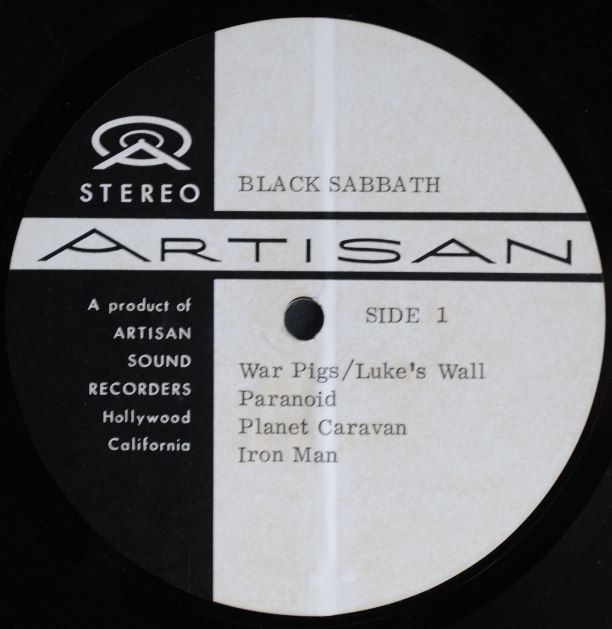 STEREO
BLACK SABBATH
ARTISAN
A product of
ARTISAN
SOUND
RECORDERS
Hollywood
California
SIDE 1
War Pigs/Luke's Wall
Paranoid
Planet Caravan
Iron Man